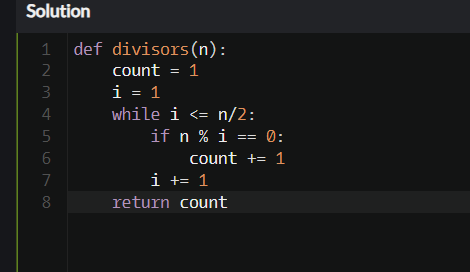 Solution
1 def divisors(n):
2     count = 1
3     i = 1
4     while i <= n/2:
5         if n % i == 0:
6             count += 1
7         i += 1
8     return count